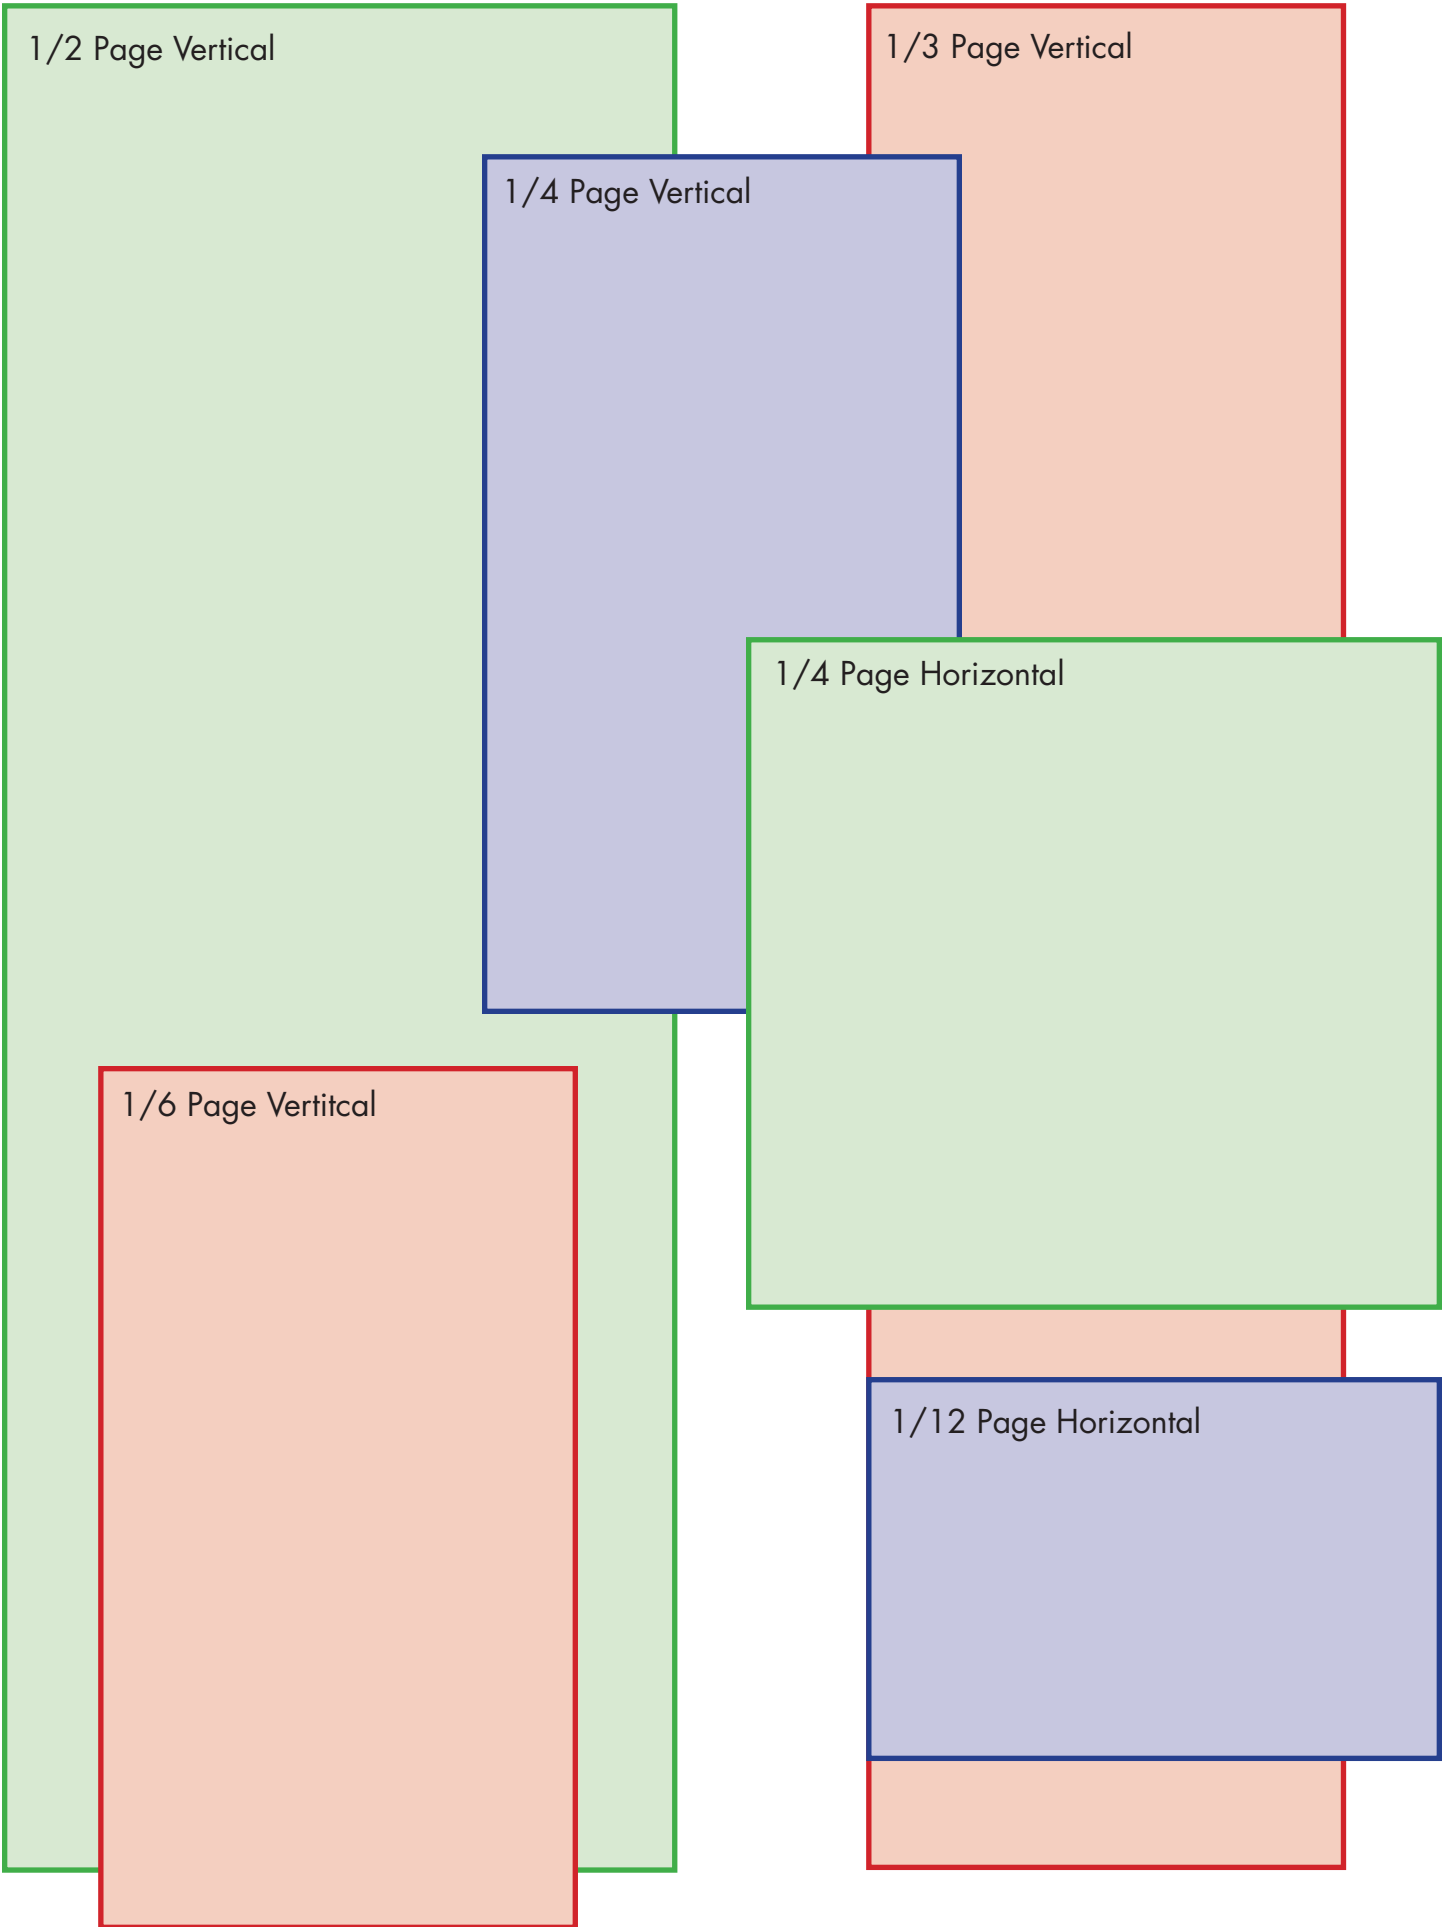 1/2 Page Vertical
1/3 Page Vertical
1/4 Page Vertical
1/4 Page Horizontal
1/6 Page Vertitcal
1/12 Page Horizontal